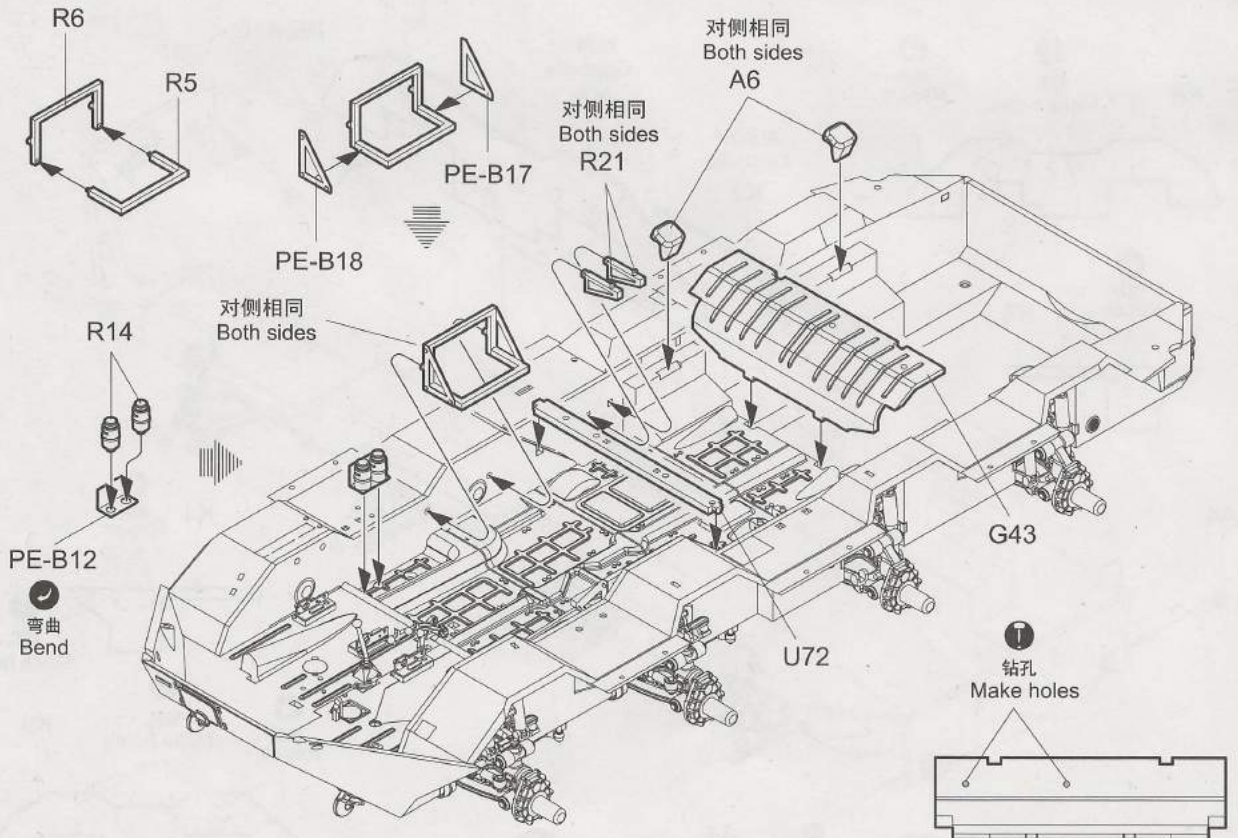 R6
R5
PE-B17
PE-B18
对侧相同
Both sides
A6
对侧相同
Both sides
R21
对侧相同
Both sides
R14
PE-B12
弯曲
Bend
G43
U72
钻孔
Make holes